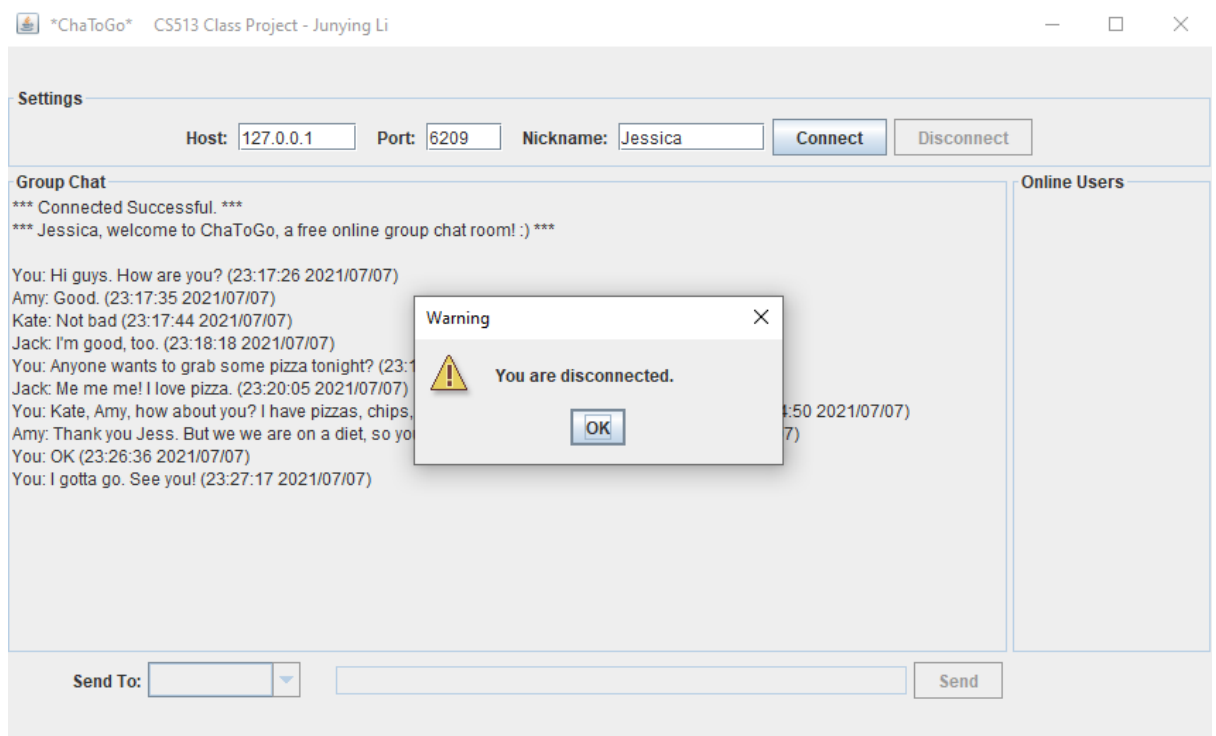 *ChaToGo* CS513 Class Project - Junying Li
Settings
Host: 127.0.0.1 Port: 6209 Nickname: Jessica Connect Disconnect
Group Chat
Online Users
*** Connected Successful. ***
*** Jessica, welcome to ChaToGo, a free online group chat room! :) ***
You: Hi guys. How are you? (23:17:26 2021/07/07)
Amy: Good. (23:17:35 2021/07/07)
Kate: Not bad (23:17:44 2021/07/07)
Jack: I'm good, too. (23:18:18 2021/07/07)
You: Anyone wants to grab some pizza tonight? (23:1
Jack: Me me me! I love pizza. (23:20:05 2021/07/07)
You: Kate, Amy, how about you? I have pizzas, chips, :50 2021/07/07)
Amy: Thank you Jess. But we we are on a diet, so 7)
You: OK (23:26:36 2021/07/07)
You: I gotta go. See you! (23:27:17 2021/07/07)
Warning
You are disconnected.
OK
Send To: Send